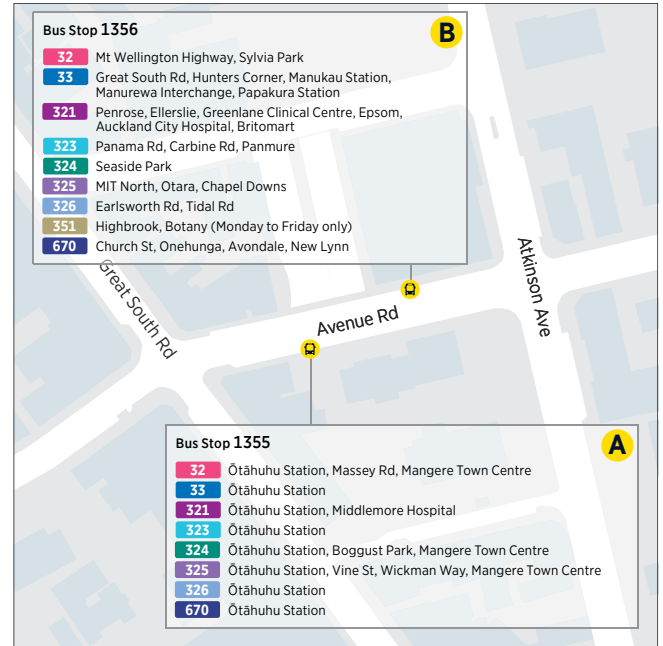 Bus Stop 1356
B
32 Mt Wellington Highway, Sylvia Park
33 Great South Rd, Hunters Corner, Manukau Station,
Manurewa Interchange, Papakura Station
321 Penrose, Ellerslie, Greenlane Clinical Centre, Epsom,
Auckland City Hospital, Britomart
323 Panama Rd, Carbine Rd, Panmure
324 Seaside Park
325 MIT North, Otara, Chapel Downs
326 Earlsworth Rd, Tidal Rd
351 Highbrook, Botany (Monday to Friday only)
670 Church St, Onehunga, Avondale, New Lynn
Great South Rd
Avenue Rd
Atkinson Ave
Bus Stop 1355
A
32 Ōtāhuhu Station, Massey Rd, Mangere Town Centre
33 Ōtāhuhu Station
321 Ōtāhuhu Station, Middlemore Hospital
323 Ōtāhuhu Station
324 Ōtāhuhu Station, Boggust Park, Mangere Town Centre
325 Ōtāhuhu Station, Vine St, Wickman Way, Mangere Town Centre
326 Ōtāhuhu Station
670 Ōtāhuhu Station